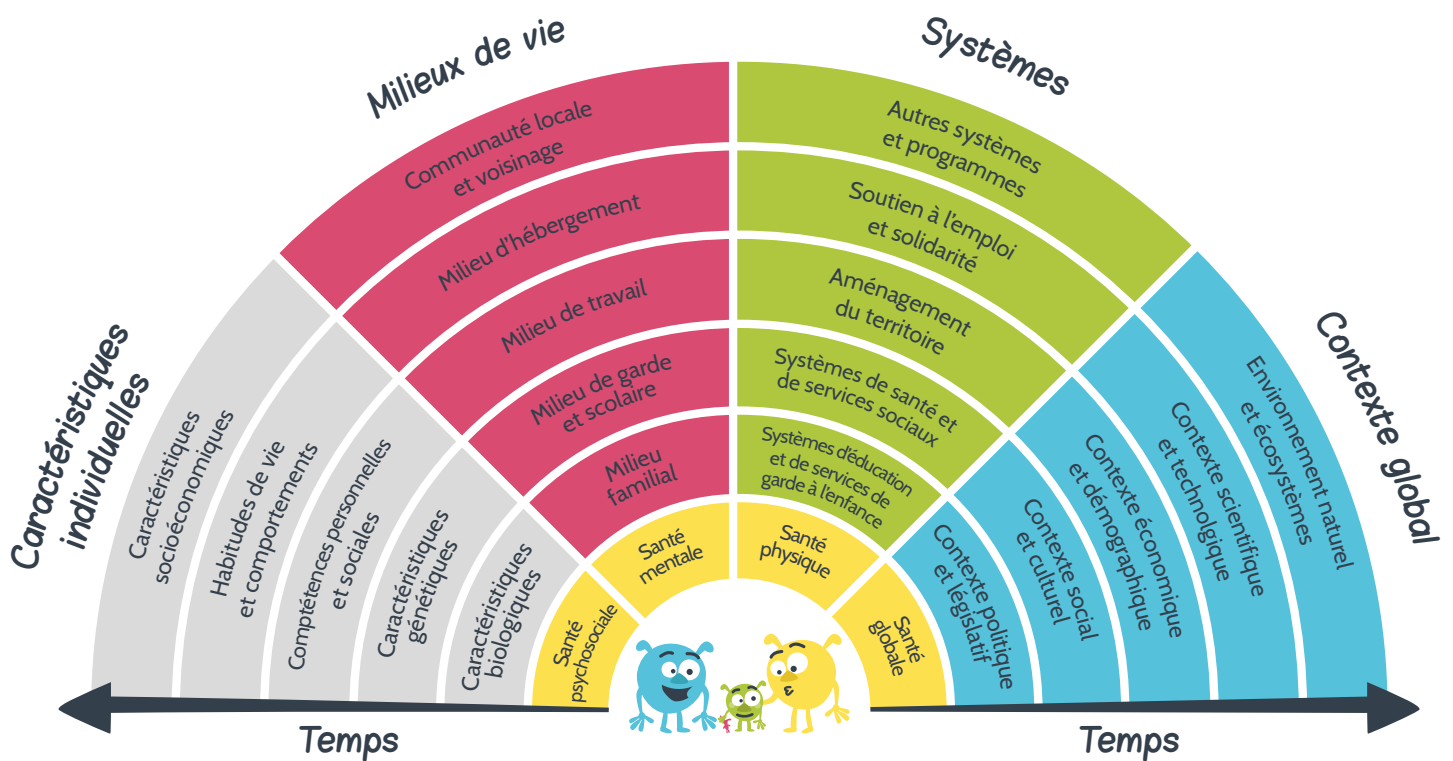 Milieux de vie
Systèmes
Caractéristiques
individuelles
Contexte global
Communauté locale
et voisinage
Milieu d'hébergement
Milieu de travail
Milieu de garde
et scolaire
Milieu
familial
Autres systèmes
et programmes
Soutien à l'emploi
et solidarité
Aménagement
du territoire
Systèmes de santé et
de services sociaux
Systèmes d'éducation
et de services de
garde à l'enfance
Caractéristiques
socioéconomiques
Habitudes de vie
et comportements
Comptétences personnelles
et sociales
Caractéristiques
génétiques
Caractéristiques
biologiques
Santé
psychosociale
Santé
mentale
Santé
physique
Santé
globale
Contexte politique
et législatif
Contexte social
et culturel
Contexte économique
et démographique
Contexte scientifique
et technolgique
Environnement naturel
et écosystèmes
Temps
Temps